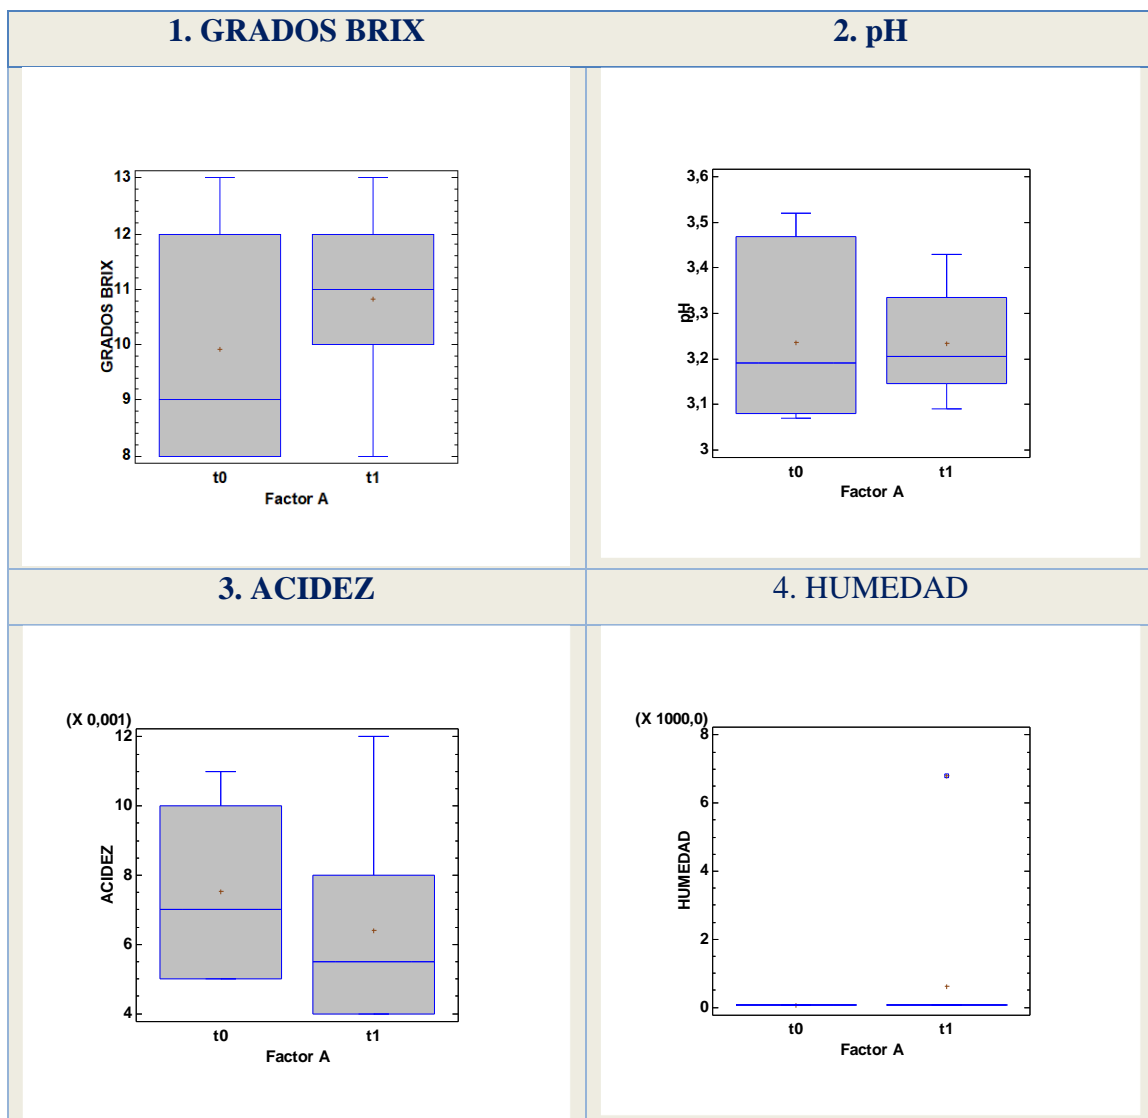 1. GRADOS BRIX
2. pH
13
12
11
10
9
8
GRADOS BRIX
t0 t1
Factor A
3,6
3,5
3,4
3,3
3,2
3,1
3
pH
t0 t1
Factor A
3. ACIDEZ
4. HUMEDAD
(X 0,001)
12
10
8
6
4
ACIDEZ
t0 t1
Factor A
(X 1000,0)
8
6
4
2
0
HUMEDAD
t0 t1
Factor A